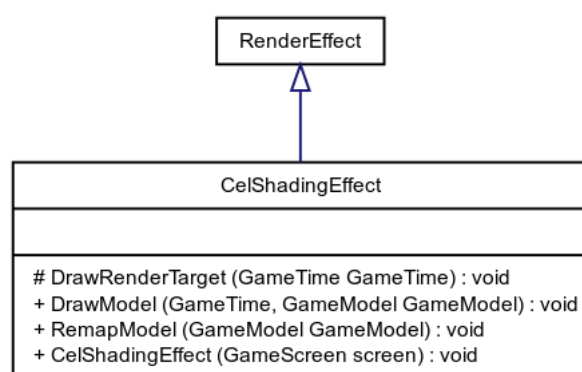 RenderEffect
CelShadingEffect
# DrawRenderTarget (GameTime GameTime) : void
+ DrawModel (GameTime, GameModel GameModel) : void
+ RemapModel (GameModel GameModel) : void
+ CelShadingEffect (GameScreen screen) : void